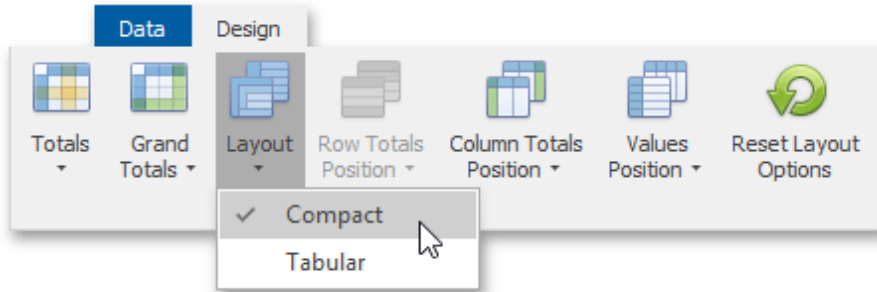 Data Design
Totals Grand Layout Row Totals Column Totals Values Reset Layout
Totals Position Position Position Options
Compact
Tabular